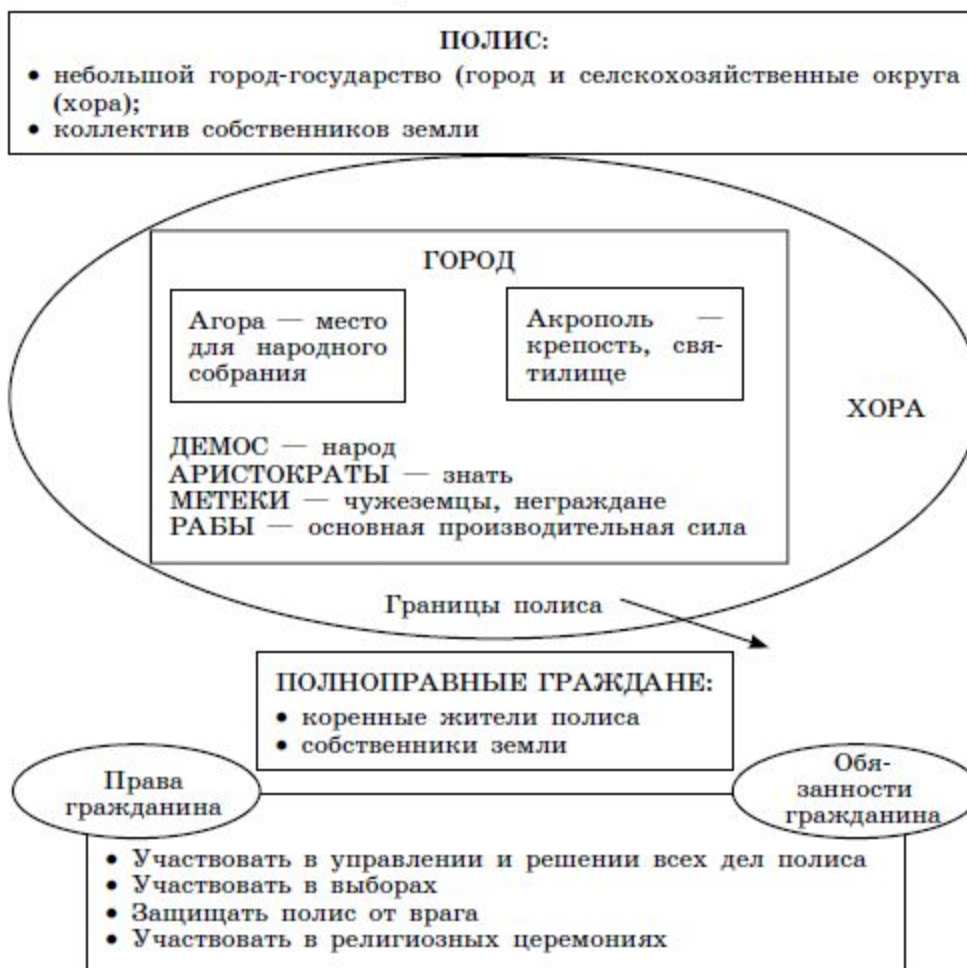 ПОЛИС:
• небольшой город-государство (город и селскохозяйственные округа
(хора);
• коллектив собственников земли
ГОРОД
Агора — место
для народного
собрания
Акрополь —
крепость, свя-
тилище
ХОРА
ДЕМОС — народ
АРИСТОКРАТЫ — знать
МЕТЕКИ — чужеземцы, неграждане
РАБЫ — основная производительная сила
Границы полиса
ПОЛНОПРАВНЫЕ ГРАЖДАНЕ:
• коренные жители полиса
• собственники земли
Права
гражданина
Обя-
занности
гражданина
• Участвовать в управлении и решении всех дел полиса
• Участвовать в выборах
• Защищать полис от врага
• Участвовать в религиозных церемониях